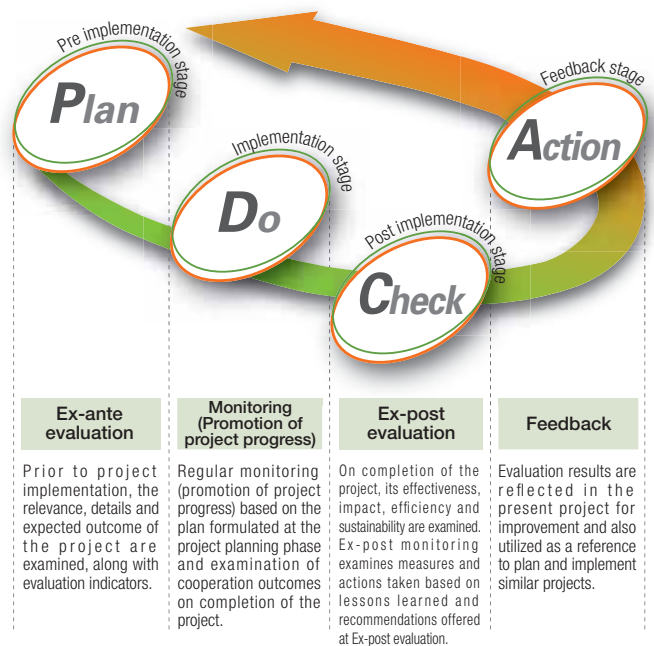 Pre implementation stage
Plan
Implementation stage
Do
Post implementation stage
Check
Feedback stage
Action
Ex-ante
evaluation
Prior to project
implementation, the
relevance, details and
expected outcome of
the project are
examined, along with
evaluation indicators.
Monitoring
(Promotion of
project progress)
Regular monitoring
(promotion of project
progress) based on the
plan formulated at the
project planning phase
and examination of
cooperation outcomes
on completion of the
project.
Ex-post
evaluation
On completion of the
project, its effectiveness,
impact, efficiency and
sustainability are examined.
Ex-post monitoring
examines measures and
actions taken based on
lessons learned and
recommendations offered
at Ex-post evaluation.
Feedback
Evaluation results are
reflected in the
present project for
improvement and also
utilized as a reference
to plan and implement
similar projects.